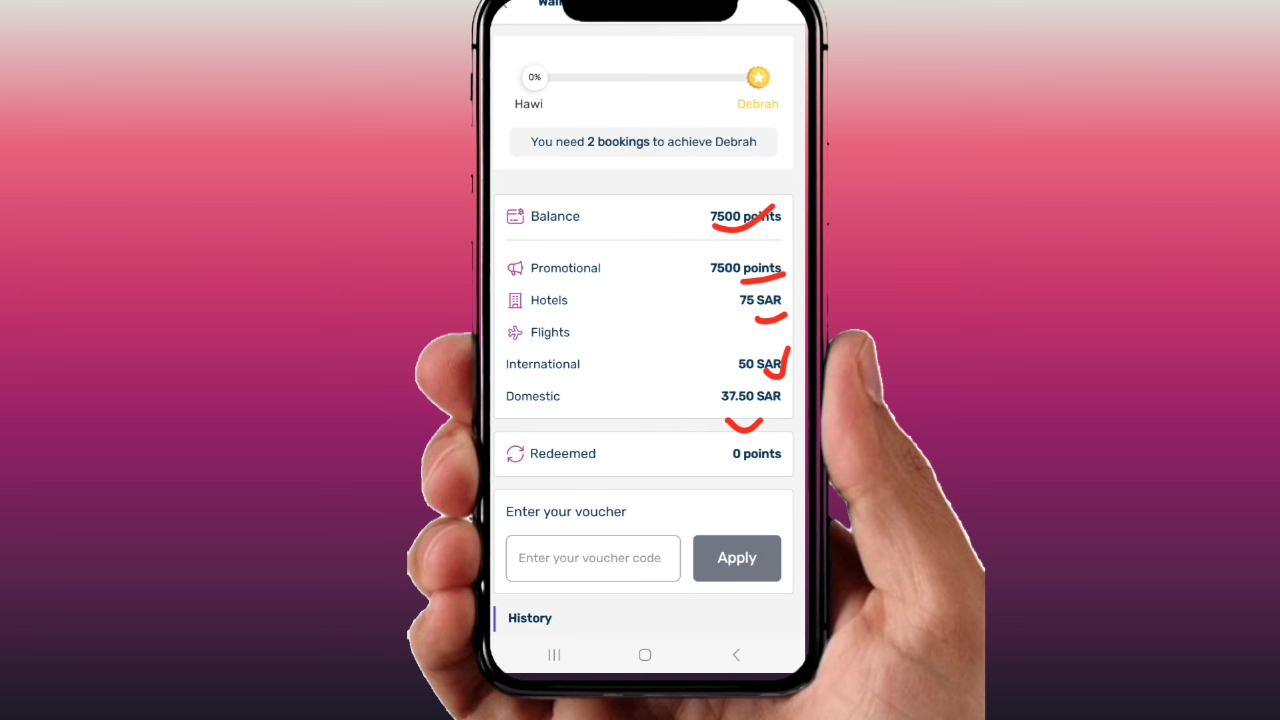 0%
Hawi Debrah
You need 2 bookings to achieve Debrah
Balance 7500 points
Promotional 7500 points
Hotels 75 SAR
Flights
International 50 SAR
Domestic 37.50 SAR
Redeemed 0 points
Enter your voucher
Enter your voucher code Apply
History